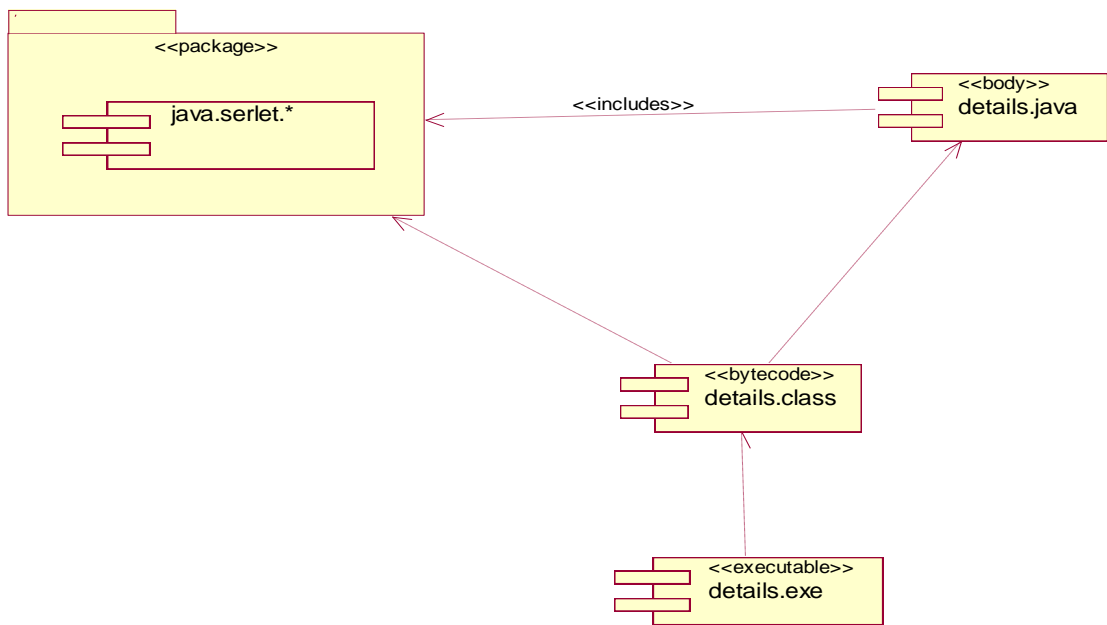 <<package>>
java.serlet.*
<<includes>>
<<body>>
details.java
<<bytecode>>
details.class
<<executable>>
details.exe